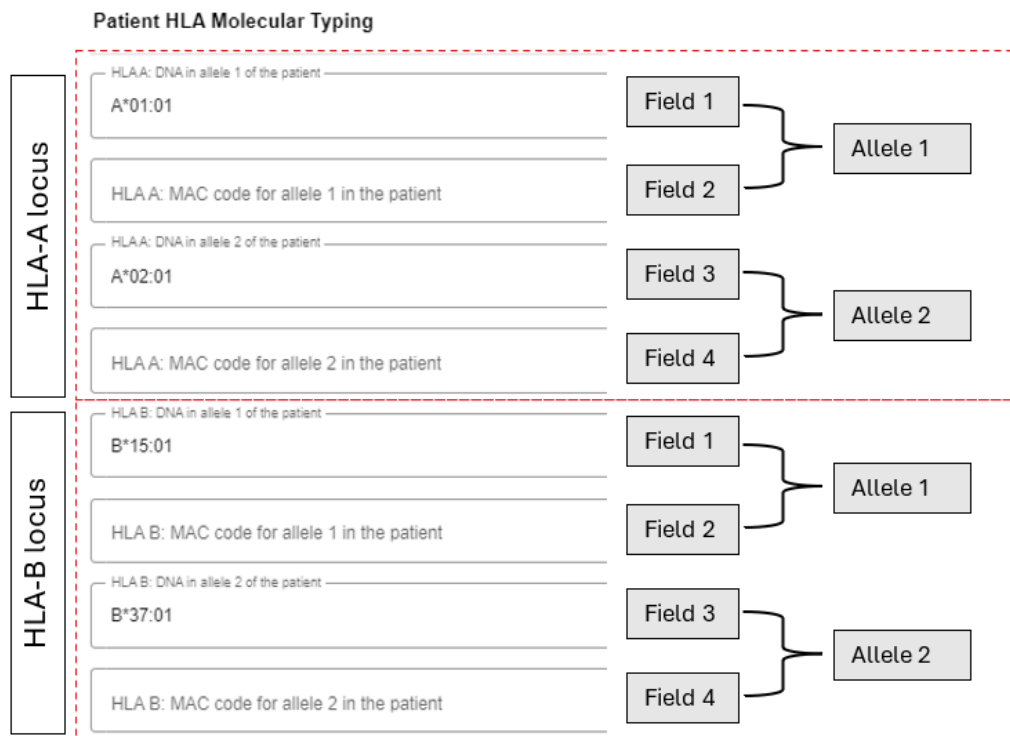 Patient HLA Molecular Typing
HLA-A locus
HLA A: DNA in allele 1 of the patient
A*01:01
Field 1
Allele 1
HLA A: MAC code for allele 1 in the patient
Field 2
HLA A: DNA in allele 2 of the patient
A*02:01
Field 3
Allele 2
HLA A: MAC code for allele 2 in the patient
Field 4
HLA-B locus
HLA B: DNA in allele 1 of the patient
B*15:01
Field 1
Allele 1
HLA B: MAC code for allele 1 in the patient
Field 2
HLA B: DNA in allele 2 of the patient
B*37:01
Field 3
Allele 2
HLA B: MAC code for allele 2 in the patient
Field 4